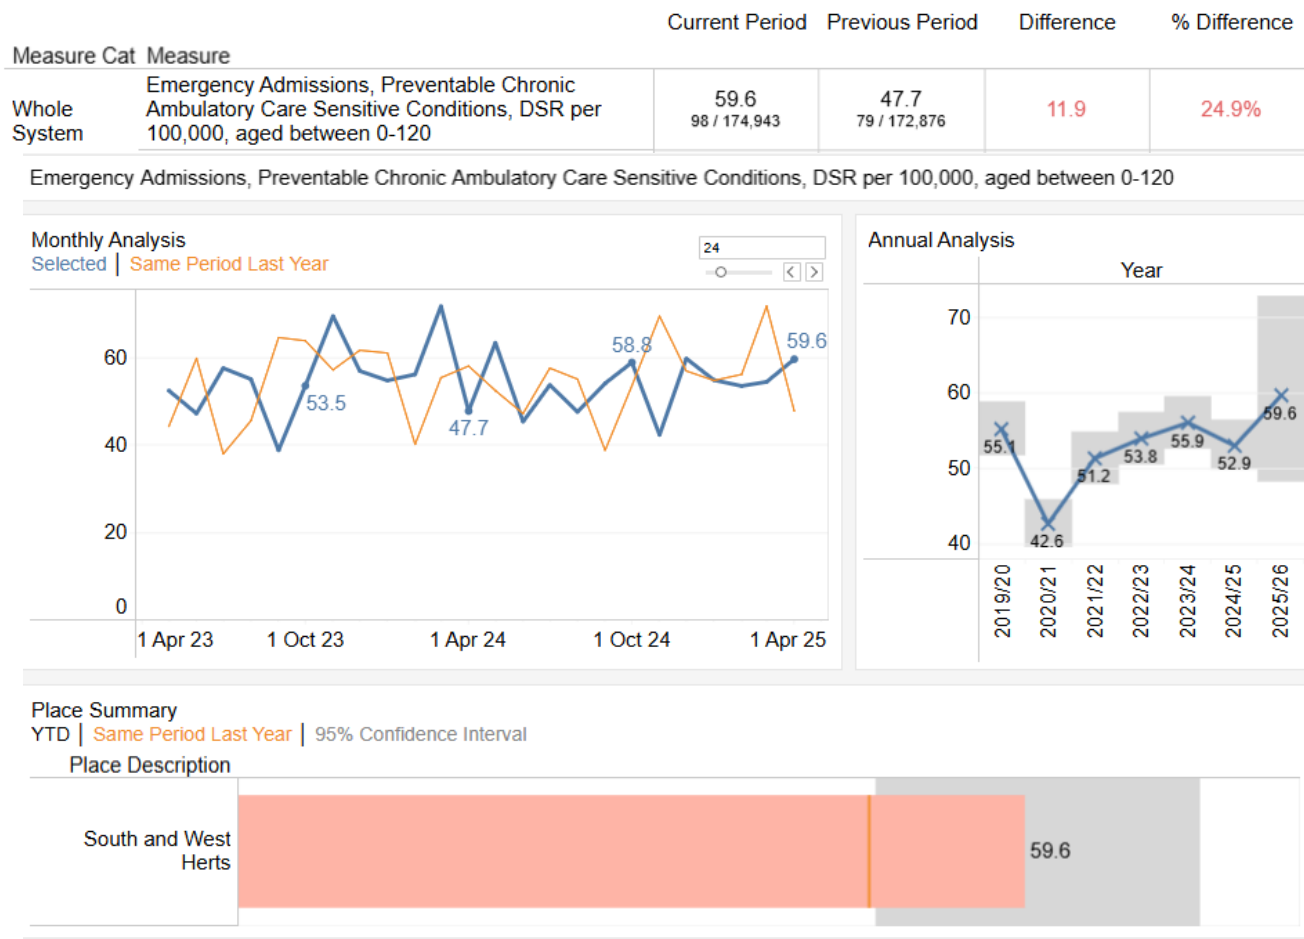 Current Period Previous Period Difference % Difference
Measure Cat Measure
Whole System
Emergency Admissions, Preventable Chronic
Ambulatory Care Sensitive Conditions, DSR per
100,000, aged between 0-120
59.6
98 / 174,943
47.7
79 / 172,876
11.9
24.9%
Emergency Admissions, Preventable Chronic Ambulatory Care Sensitive Conditions, DSR per 100,000, aged between 0-120
Monthly Analysis
Selected | Same Period Last Year
24
60
40
20
0
53.5
47.7
58.8
59.6
1 Apr 23 1 Oct 23 1 Apr 24 1 Oct 24 1 Apr 25
Annual Analysis
Year
70
60
50
40
55.1
42.6
51.2
53.8
55.9
52.9
59.6
2019/20
2020/21
2021/22
2022/23
2023/24
2024/25
2025/26
Place Summary
YTD | Same Period Last Year | 95% Confidence Interval
Place Description
South and West
Herts
59.6